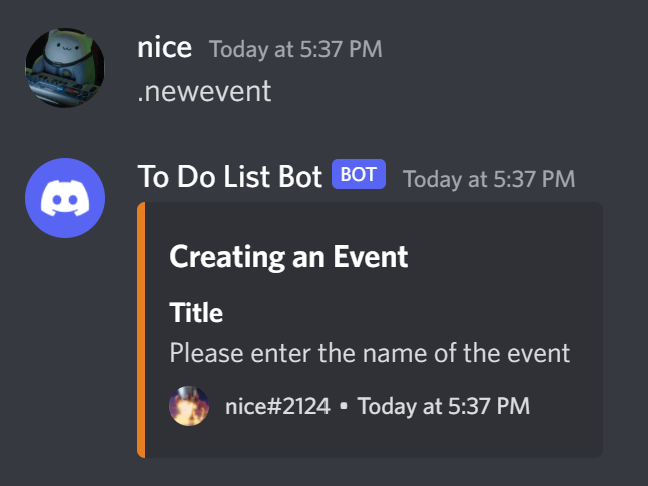 nice Today at 5:37 PM
.newevent
To Do List Bot BOT Today at 5:37 PM
Creating an Event
Title
Please enter the name of the event
nice#2124 • Today at 5:37 PM